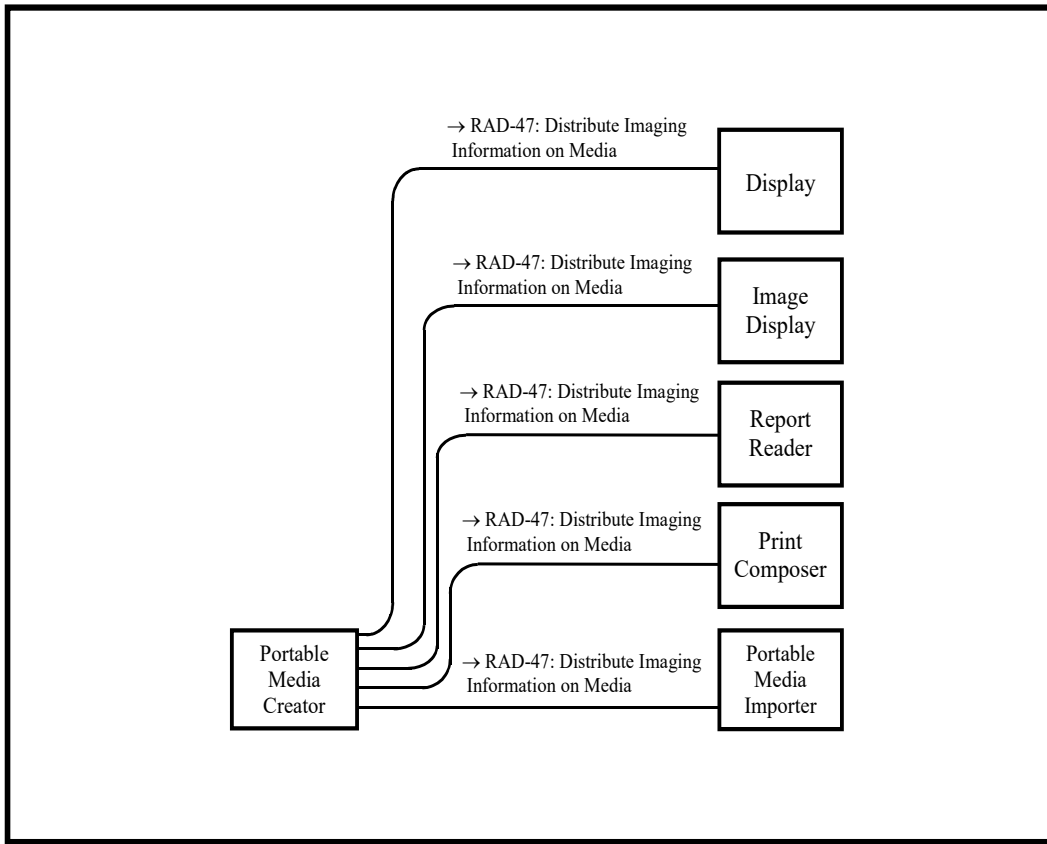 → RAD-47: Distribute Imaging
Information on Media
Display
→ RAD-47: Distribute Imaging
Information on Media
Image
Display
→ RAD-47: Distribute Imaging
Information on Media
Report
Reader
→ RAD-47: Distribute Imaging
Information on Media
Print
Composer
Portable
Media
Creator
→ RAD-47: Distribute Imaging
Information on Media
Portable
Media
Importer